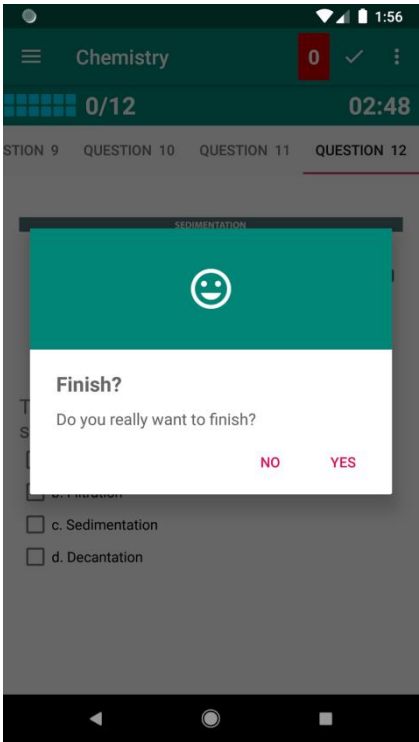 1:56
Chemistry 0
0/12 02:48
STION 9 QUESTION 10 QUESTION 11 QUESTION 12
SEDIMENTATION
Finish?
Do you really want to finish?
NO YES
b. Filtration
c. Sedimentation
d. Decantation